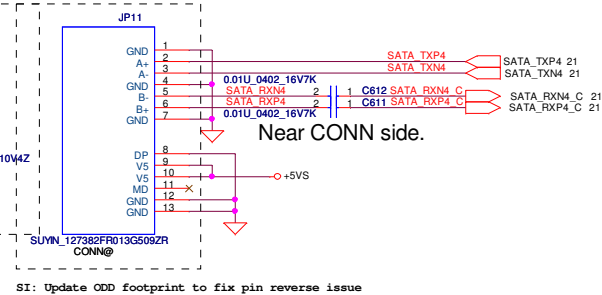 JP11
GND 1
A+ 2 SATA_TXP4 SATA_TXP4 21
A- 3 SATA_TXN4 SATA_TXN4 21
GND 4 0.01U_0402_16V7K
B- 5 SATA_RXN4 2 1 C612 SATA_RXN4_C SATA_RXN4_C 21
B+ 6 SATA_RXP4 2 1 C611 SATA_RXP4_C SATA_RXP4_C 21
GND 7 0.01U_0402_16V7K
Near CONN side.
DP 8
10V4Z V5 9
V5 10 +5VS
MD 11
GND 12
GND 13
SUYIN_127382FR013G509ZR
CONN@
SI: Update ODD footprint to fix pin reverse issue